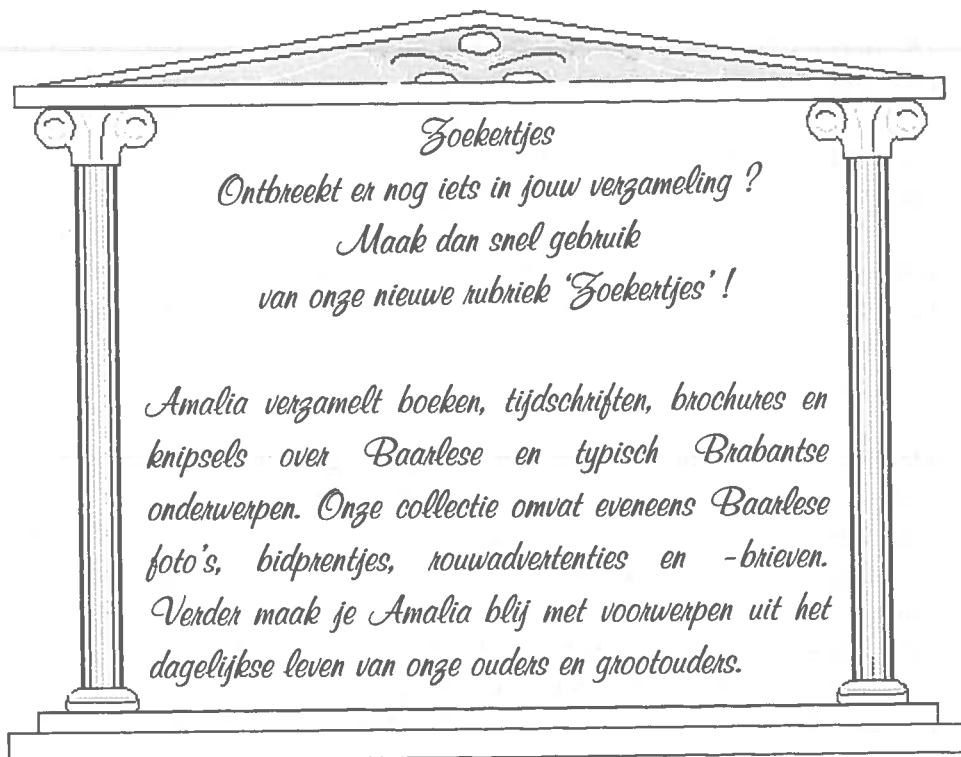 Zoekertjes
Ontbreekt er nog iets in jouw verzameling ?
Maak dan snel gebruik
van onze nieuwe rubriek ‘Zoekertjes’ !
Amalia verzamelt boeken, tijdschriften, brochures en
knipsels over Baarlese en typisch Brabantse
onderwerpen. Onze collectie omvat eveneens Baarlese
foto's, bidprentjes, rouwadvertenties en -brieven.
Verder maak je Amalia blij met voorwerpen uit het
dagelijkse leven van onze ouders en grootouders.